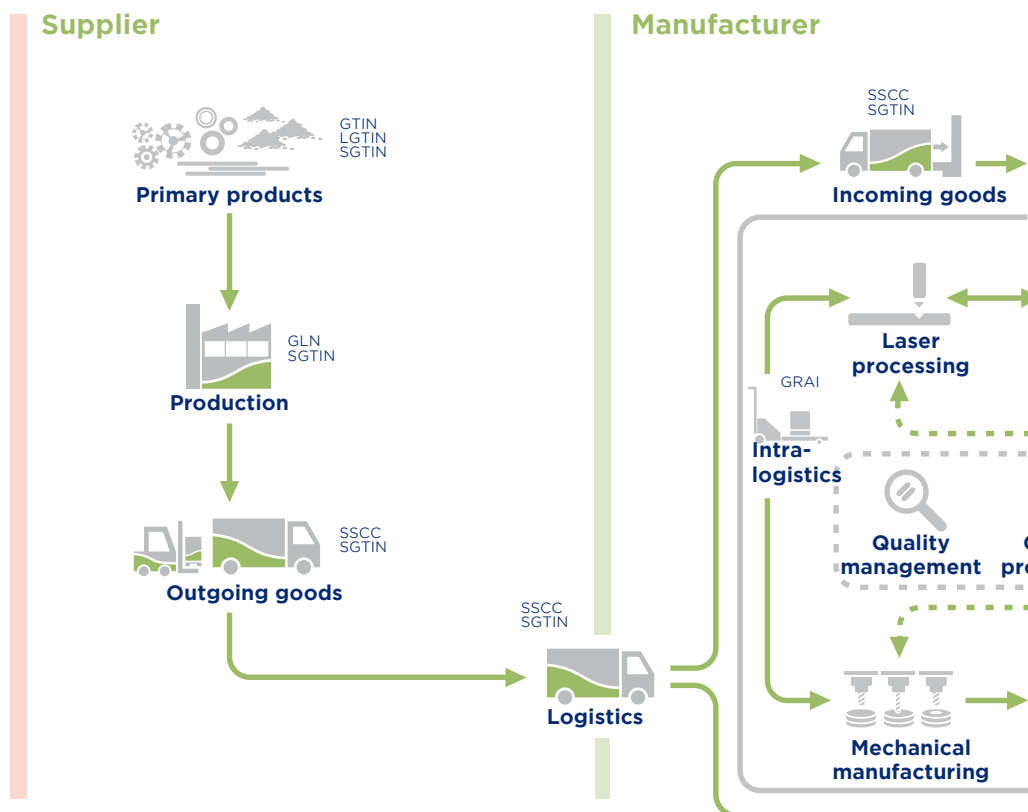 Supplier
Manufacturer
GTIN
LGTIN
SGTIN
Primary products
GLN
SGTIN
Production
SSCC
SGTIN
Outgoing goods
SSCC
SGTIN
Logistics
SSCC
SGTIN
Incoming goods
Laser
processing
GRAI
Intra-
logistics
Quality
management
Mechanical
manufacturing